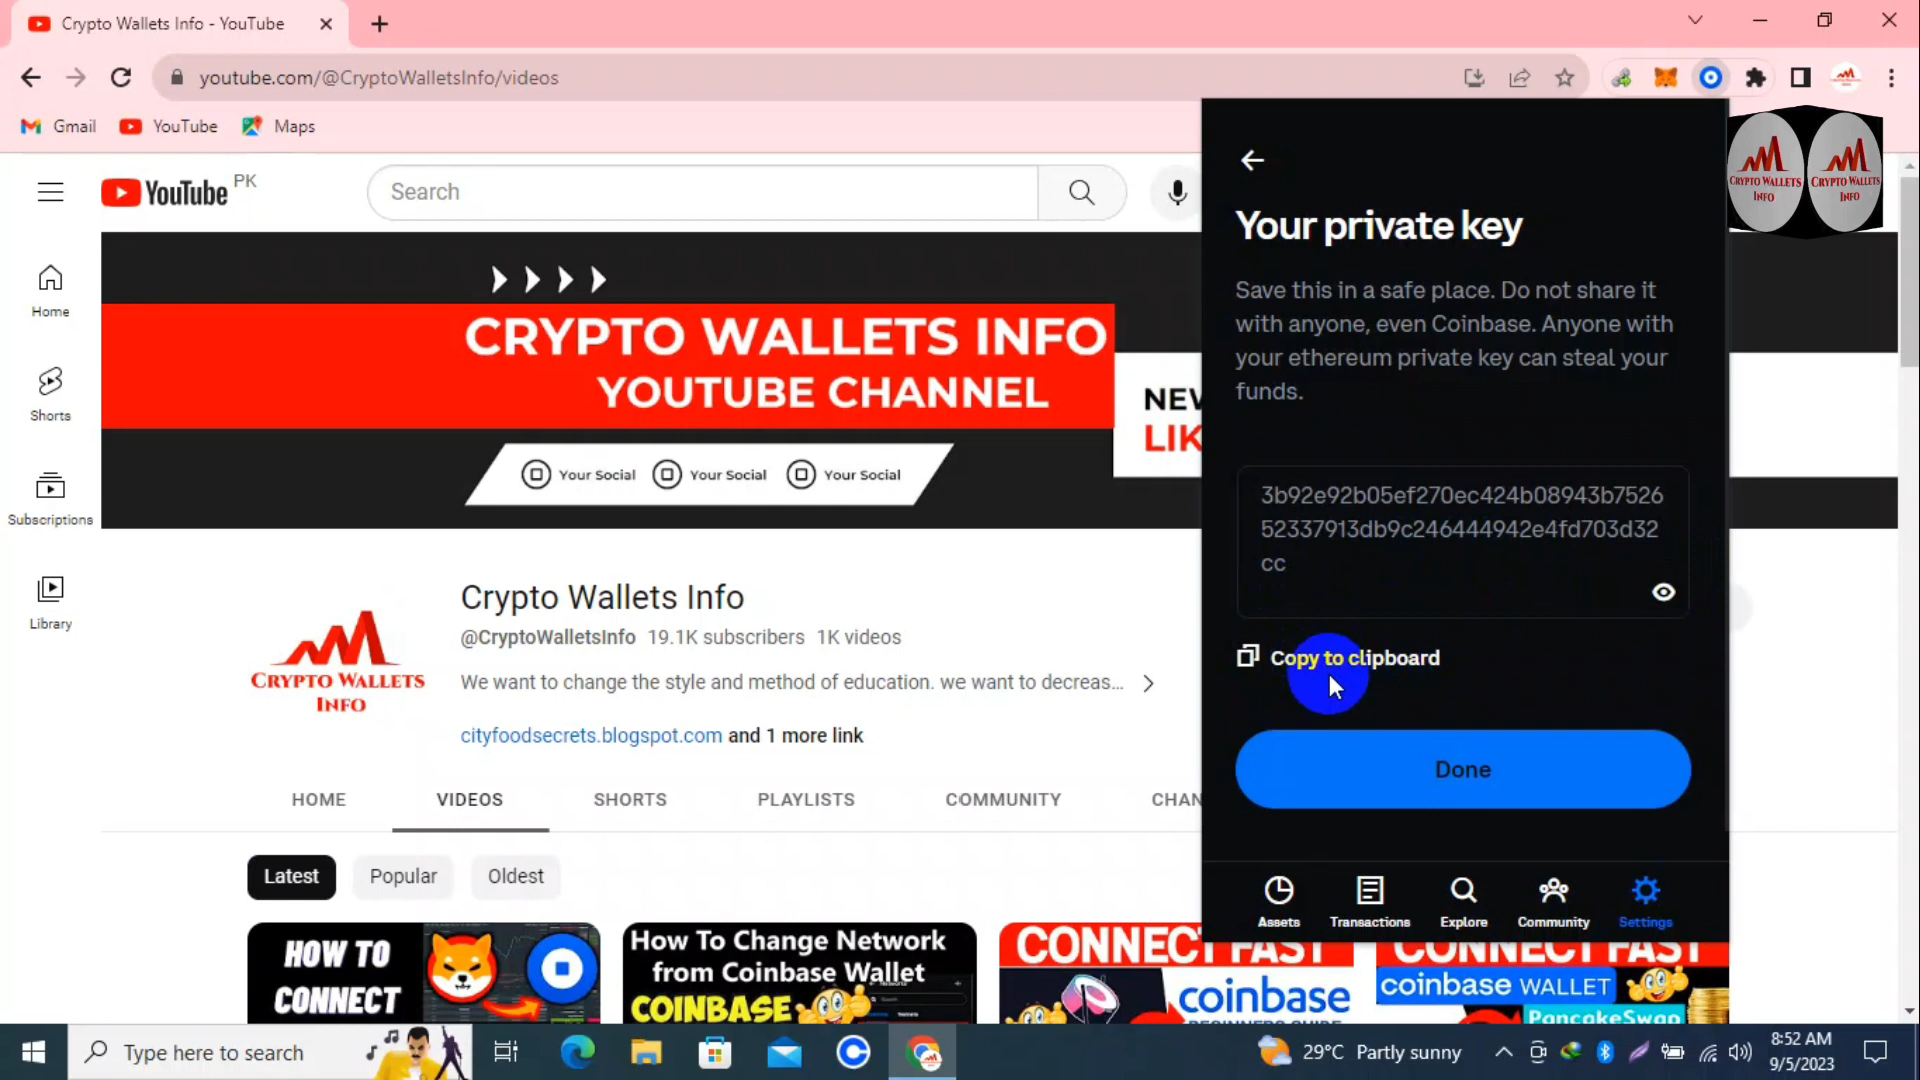 Crypto Wallets Info - YouTube
youtube.com/@CryptoWalletsInfo/videos
Gmail YouTube Maps
YouTube PK
Search
Home
Shorts
Subscriptions
Library
CRYPTO WALLETS INFO
YOUTUBE CHANNEL
Your Social Your Social Your Social
CRYPTO WALLETS
INFO
Crypto Wallets Info
@CryptoWalletsInfo 19.1K subscribers 1K videos
We want to change the style and method of education. we want to decreas...
cityfoodsecrets.blogspot.com and 1 more link
HOME VIDEOS SHORTS PLAYLISTS COMMUNITY
Latest Popular Oldest
HOW TO
CONNECT
How To Change Network
from Coinbase Wallet
COINBASE
CONNECT FAST
coinbase
CONNECT FAST
coinbase WALLET
PancakeSwap
CRYPTO WALLETS
INFO
CRYPTO WALLETS
INFO
Your private key
Save this in a safe place. Do not share it
with anyone, even Coinbase. Anyone with
your ethereum private key can steal your
funds.
3b92e92b05ef270ec424b08943b7526
52337913db9c246444942e4fd703d32
cc
Copy to clipboard
Done
Assets Transactions Explore Community Settings
Type here to search
29°C Partly sunny
8:52 AM
9/5/2023